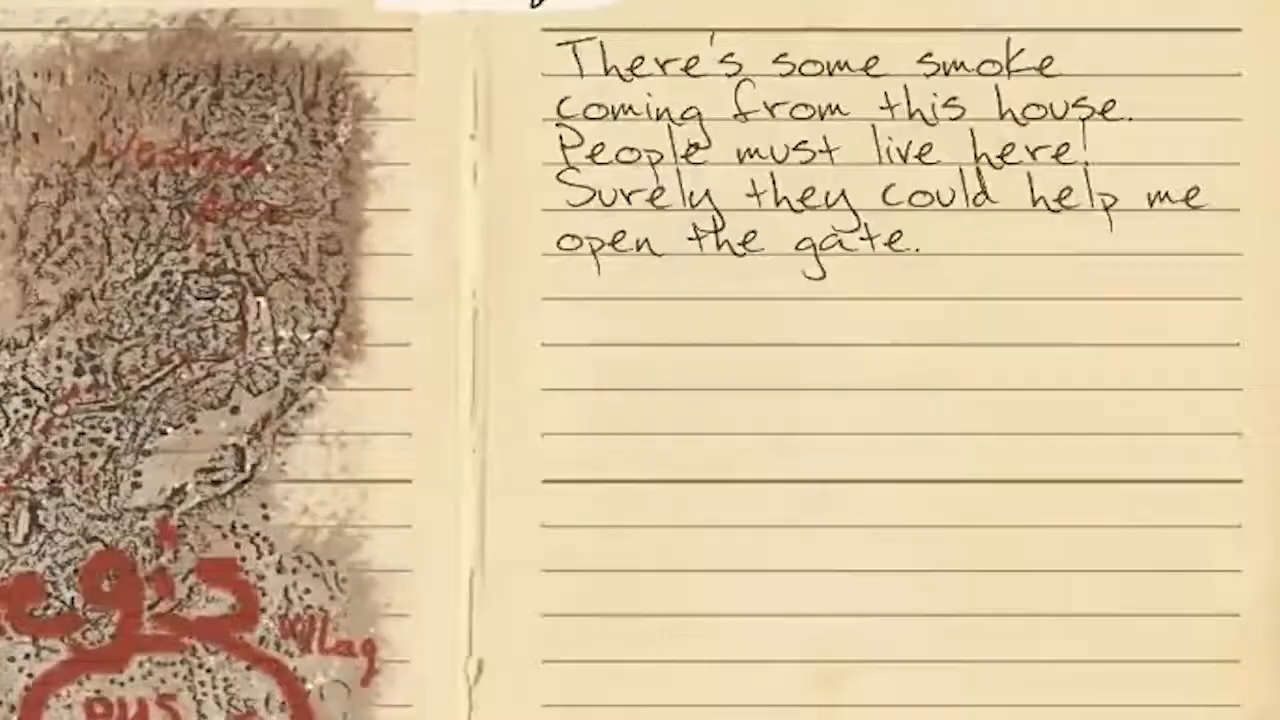 There's some smoke
coming from this house.
People must live here!
Surely they could help me
open the gate.